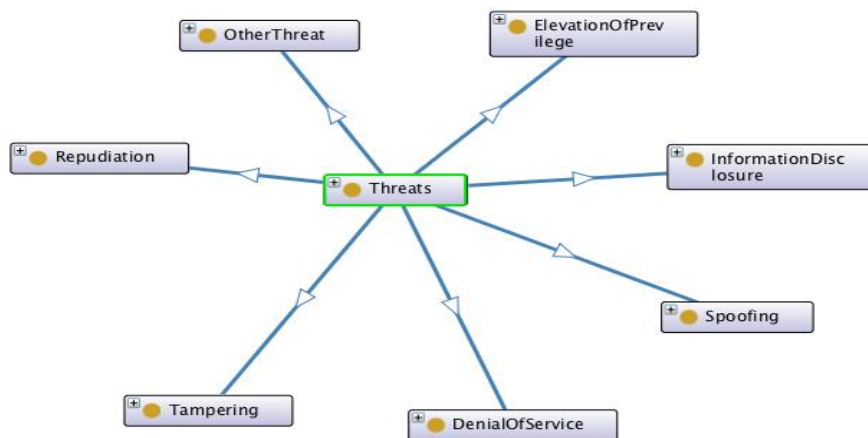 OtherThreat
ElevationOfPrev
ilege
Repudiation
InformationDisc
losure
Threats
Spoofing
Tampering
DenialOfService